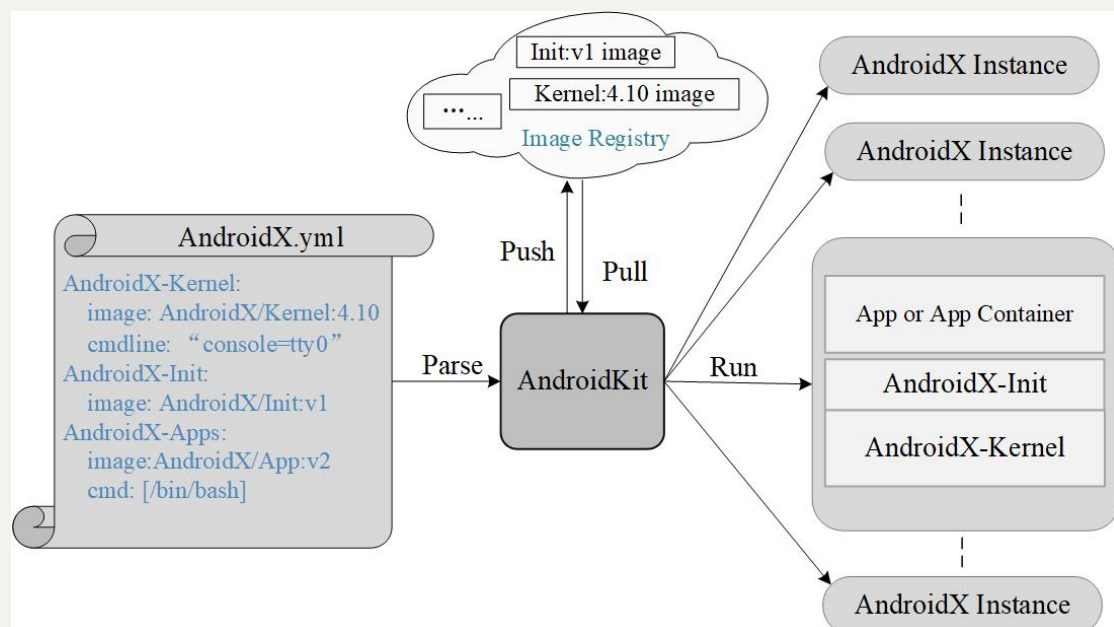 Init:v1 image
Kernel:4.10 image
···...
Image Registry
AndroidX.yml
AndroidX-Kernel:
image: AndroidX/Kernel:4.10
cmdline: “console=tty0”
AndroidX-Init:
image: AndroidX/Init:v1
AndroidX-Apps:
image:AndroidX/App:v2
cmd: [/bin/bash]
Parse
Push
Pull
AndroidKit
Run
AndroidX Instance
AndroidX Instance
App or App Container
AndroidX-Init
AndroidX-Kernel
AndroidX Instance